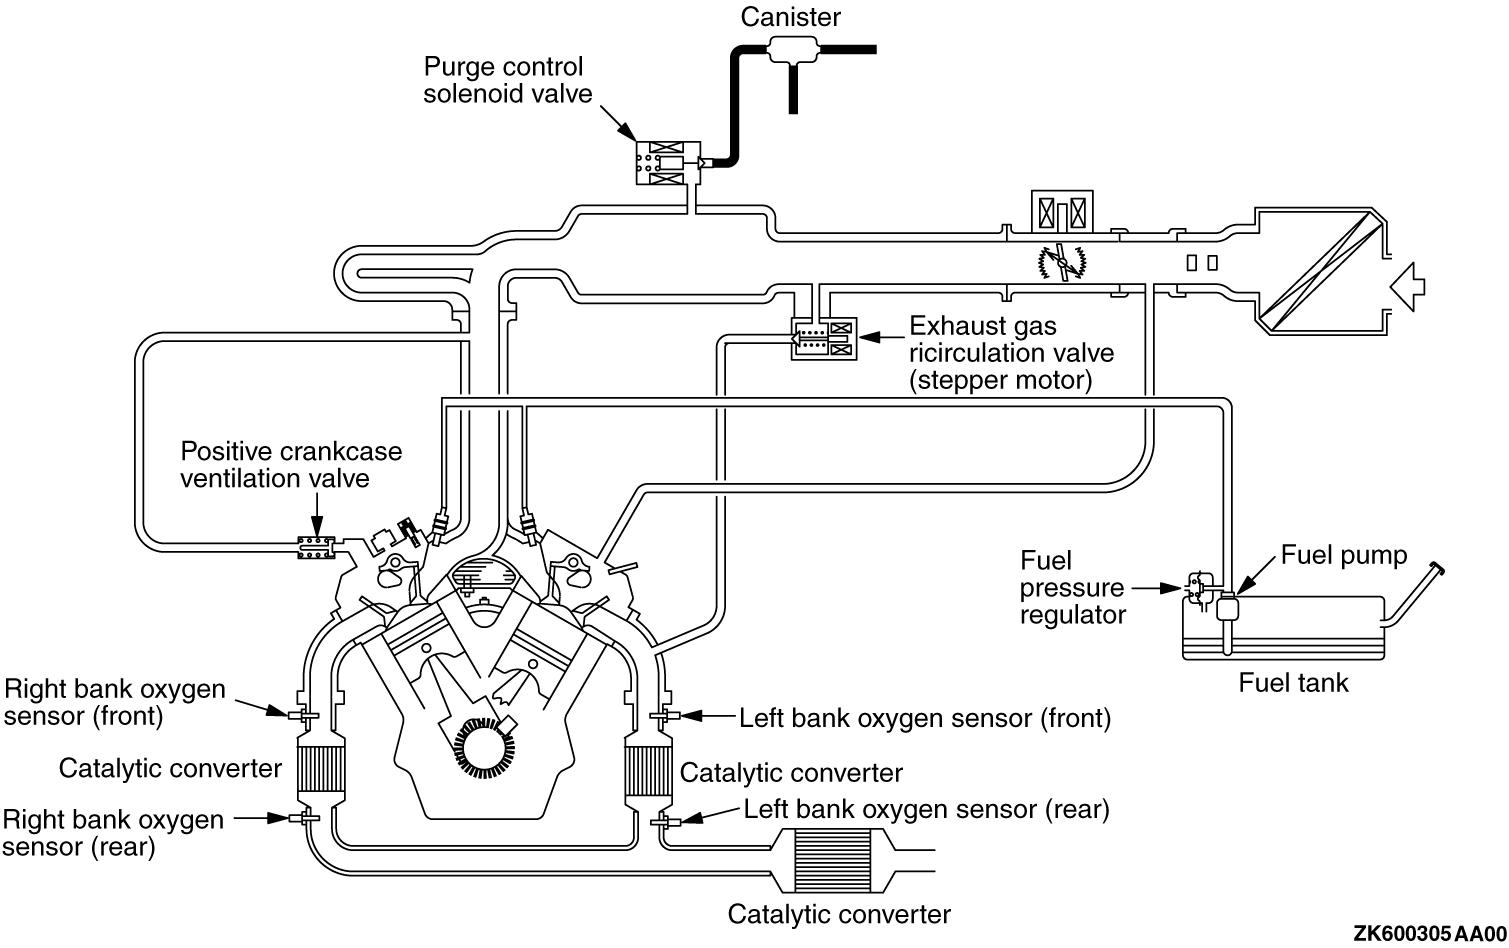 Canister
Purge control
solenoid valve
Exhaust gas
ricirculation valve
(stepper motor)
Positive crankcase
ventilation valve
Fuel
pressure
regulator
Fuel pump
Fuel tank
Right bank oxygen
sensor (front)
Left bank oxygen sensor (front)
Catalytic converter
Catalytic converter
Right bank oxygen
sensor (rear)
Left bank oxygen sensor (rear)
Catalytic converter
ZK600305AA00